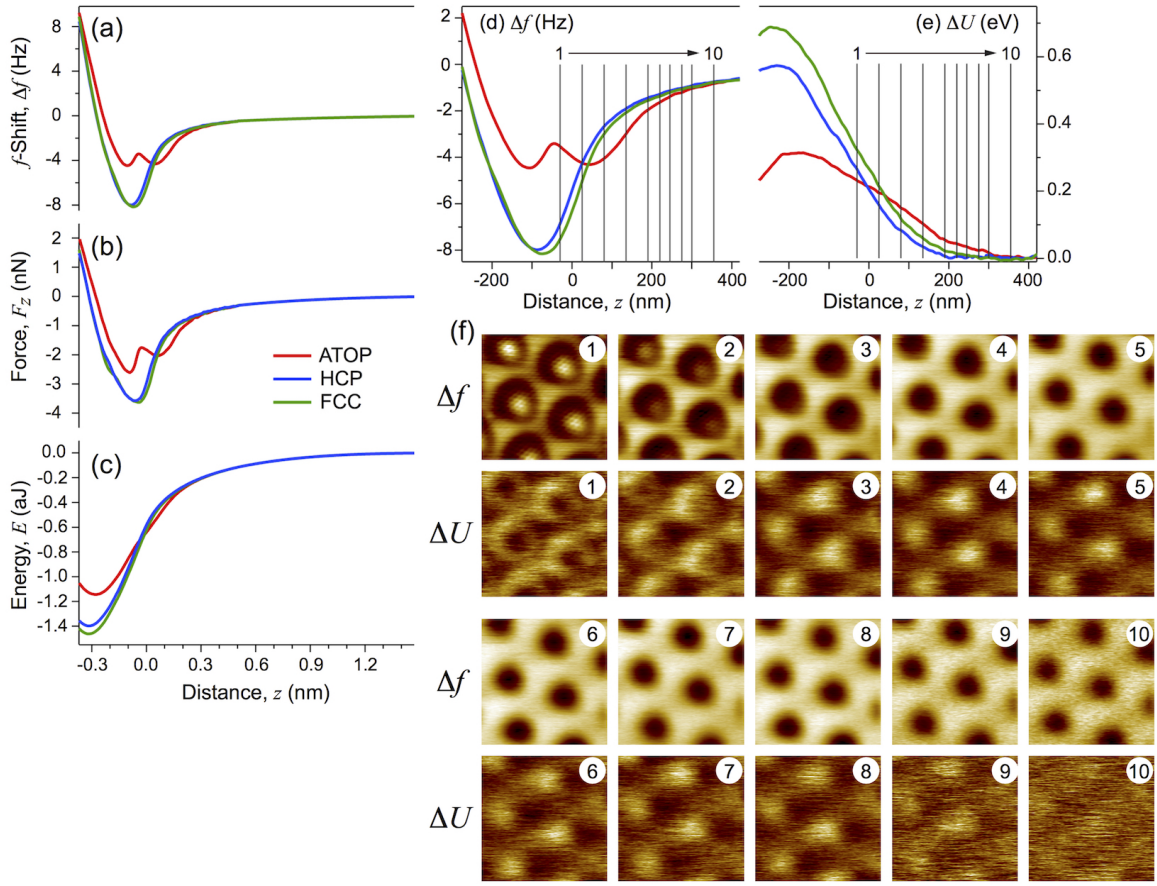 (a)
f-Shift, Δf (Hz)
8
4
0
-4
-8
(b)
Force, Fz (nN)
2
1
0
-1
-2
-3
-4
ATOP
HCP
FCC
(c)
Energy, E (aJ)
0.0
-0.2
-0.4
-0.6
-0.8
-1.0
-1.2
-1.4
-0.3 0.0 0.3 0.6 0.9 1.2
Distance, z (nm)
(d) Δf (Hz)
1 10
2
0
-2
-4
-6
-8
-200 0 200 400
Distance, z (nm)
(e) ΔU (eV)
1 10
0.6
0.4
0.2
0.0
-200 0 200 400
Distance, z (nm)
(f)
Δf
1 2 3 4 5
ΔU
1 2 3 4 5
Δf
6 7 8 9 10
ΔU
6 7 8 9 10